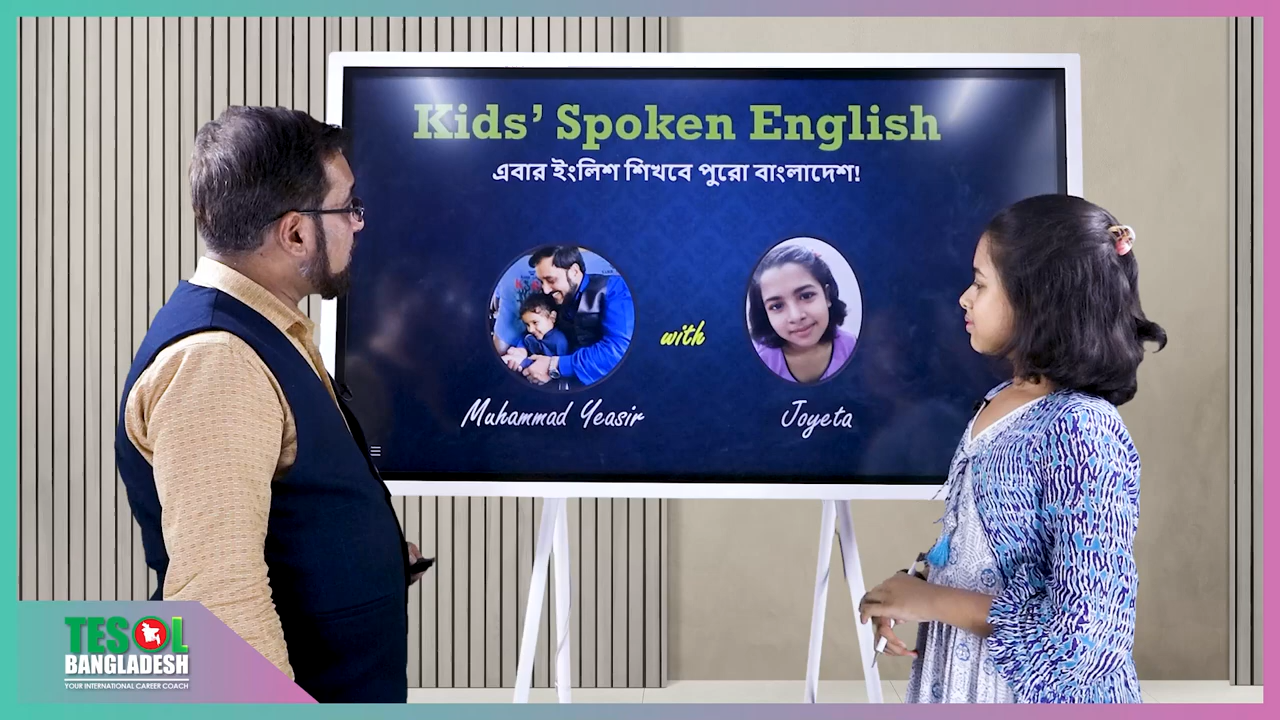 Kids' Spoken English
এবার ইংলিশ শিখবে পুরো বাংলাদেশ!
with
Muhammad Yeasir
Joyeta
TESOL
BANGLADESH
YOUR INTERNATIONAL CAREER COACH